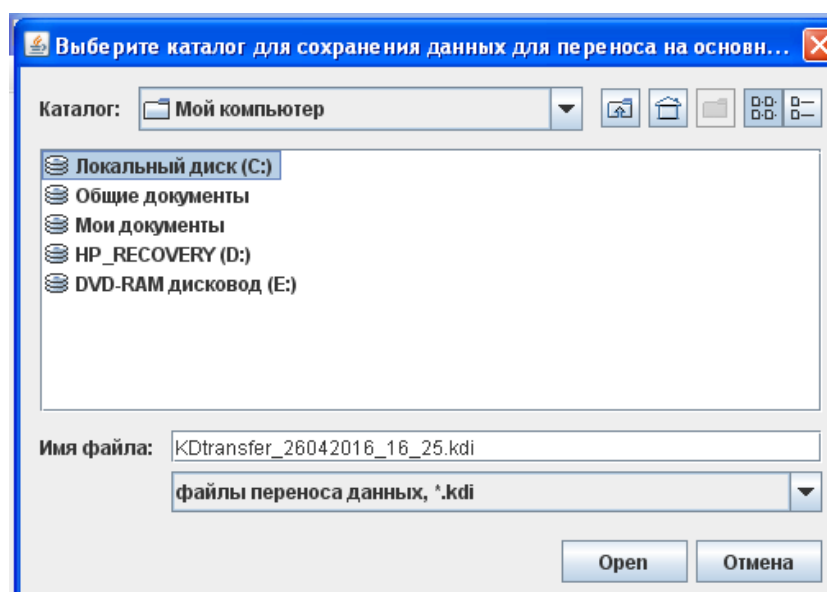 Выберите каталог для сохранения данных для переноса на основн...
Каталог: Мой компьютер
Локальный диск (C:)
Общие документы
Мои документы
HP_RECOVERY (D:)
DVD-RAM дисковод (E:)
Имя файла: KDtransfer_26042016_16_25.kdi
файлы переноса данных, *.kdi
Open Отмена